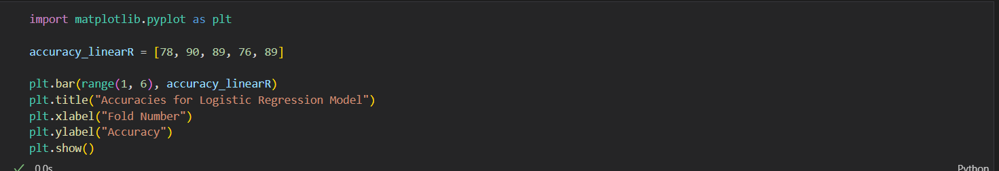 import matplotlib.pyplot as plt
accuracy_linearR = [78, 90, 89, 76, 89]
plt.bar(range(1, 6), accuracy_linearR)
plt.title("Accuracies for Logistic Regression Model")
plt.xlabel("Fold Number")
plt.ylabel("Accuracy")
plt.show()
0.0s Python